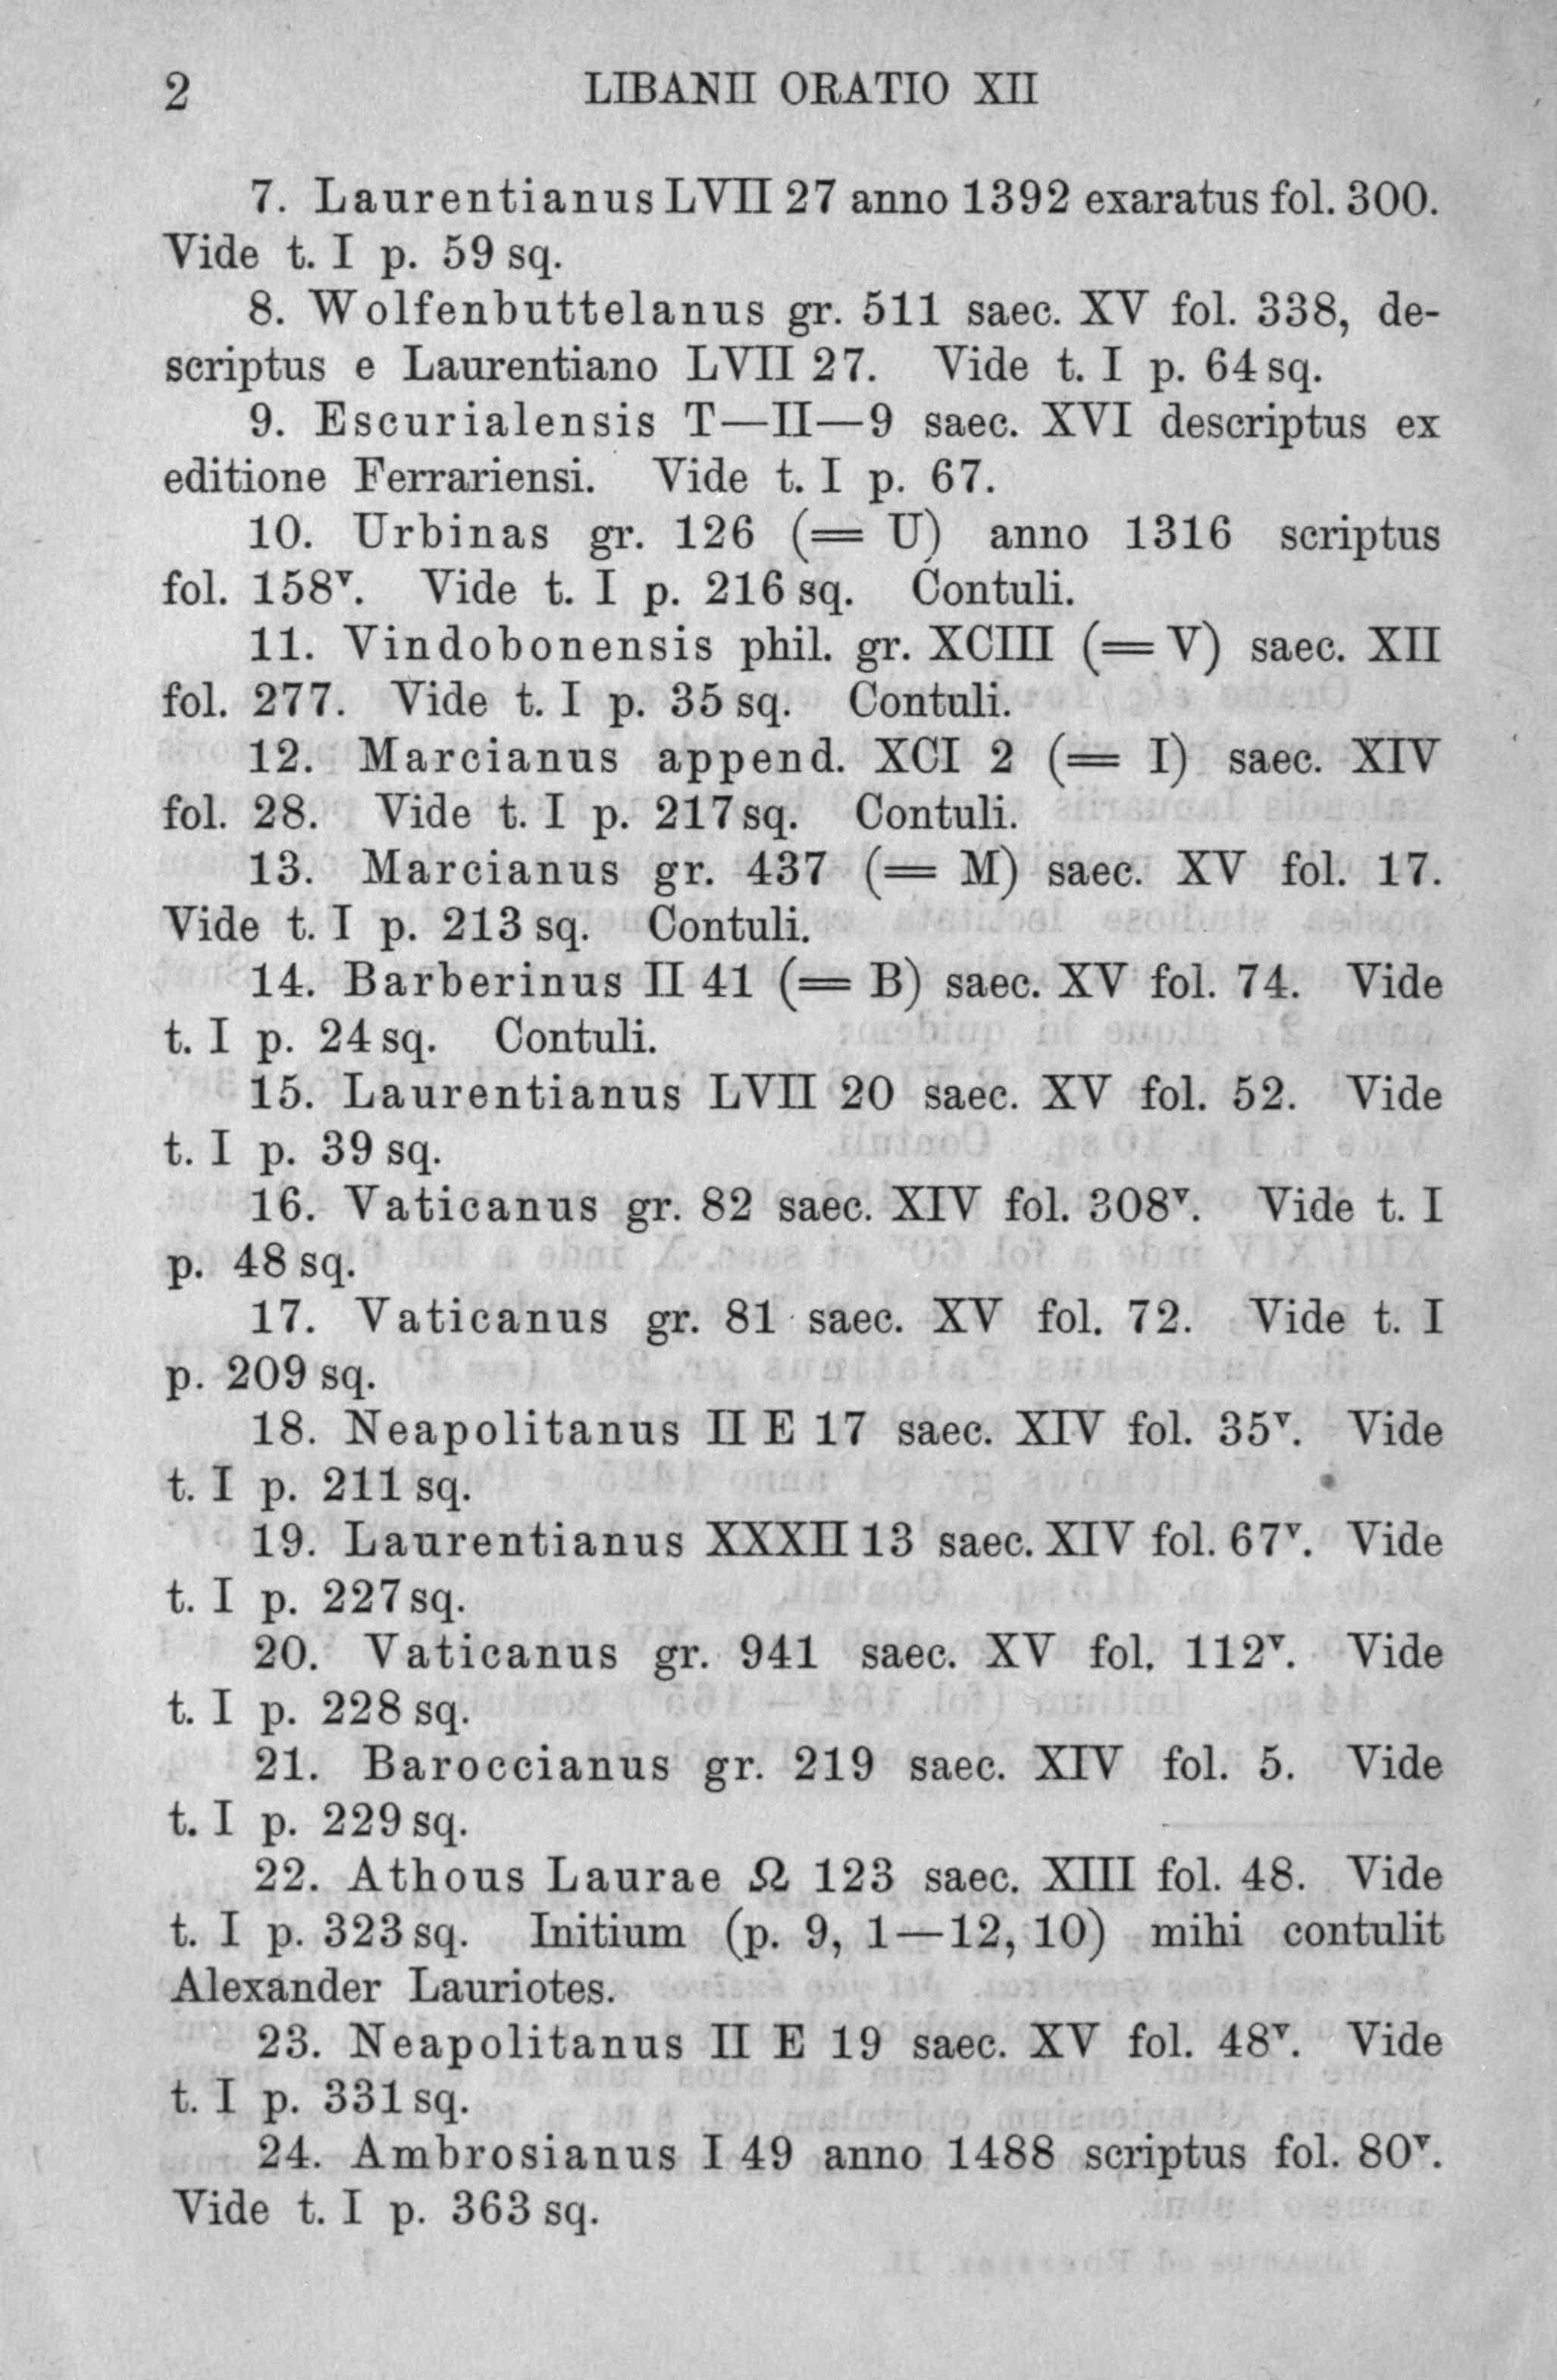 2 LIBANII ORATIO XII
7. Laurentianus LVII 27 anno 1392 exaratus fol. 300.
Vide t. I p. 59 sq.
8. Wolfenbuttelanus gr. 511 saec. XV fol. 338, de-
scriptus e Laurentiano LVII 27. Vide t. I p. 64 sq.
9. Escurialensis T—II—9 saec. XVI descriptus ex
editione Ferrariensi. Vide t. I p. 67.
10. Urbinas gr. 126 (= U) anno 1316 scriptus
fol. 158ᵛ. Vide t. I p. 216 sq. Contuli.
11. Vindobonensis phil. gr. XCIII (= V) saec. XII
fol. 277. Vide t. I p. 35 sq. Contuli.
12. Marcianus append. XCI 2 (= I) saec. XIV
fol. 28. Vide t. I p. 217 sq. Contuli.
13. Marcianus gr. 437 (= M) saec. XV fol. 17.
Vide t. I p. 213 sq. Contuli.
14. Barberinus II 41 (= B) saec. XV fol. 74. Vide
t. I p. 24 sq. Contuli.
15. Laurentianus LVII 20 saec. XV fol. 52. Vide
t. I p. 39 sq.
16. Vaticanus gr. 82 saec. XIV fol. 308ᵛ. Vide t. I
p. 48 sq.
17. Vaticanus gr. 81 saec. XV fol. 72. Vide t. I
p. 209 sq.
18. Neapolitanus II E 17 saec. XIV fol. 35ᵛ. Vide
t. I p. 211 sq.
19. Laurentianus XXXII 13 saec. XIV fol. 67ᵛ. Vide
t. I p. 227 sq.
20. Vaticanus gr. 941 saec. XV fol. 112ᵛ. Vide
t. I p. 228 sq.
21. Baroccianus gr. 219 saec. XIV fol. 5. Vide
t. I p. 229 sq.
22. Athous Laurae Ω 123 saec. XIII fol. 48. Vide
t. I p. 323 sq. Initium (p. 9, 1—12, 10) mihi contulit
Alexander Lauriotes.
23. Neapolitanus II E 19 saec. XV fol. 48ᵛ. Vide
t. I p. 331 sq.
24. Ambrosianus I 49 anno 1488 scriptus fol. 80ᵛ.
Vide t. I p. 363 sq.